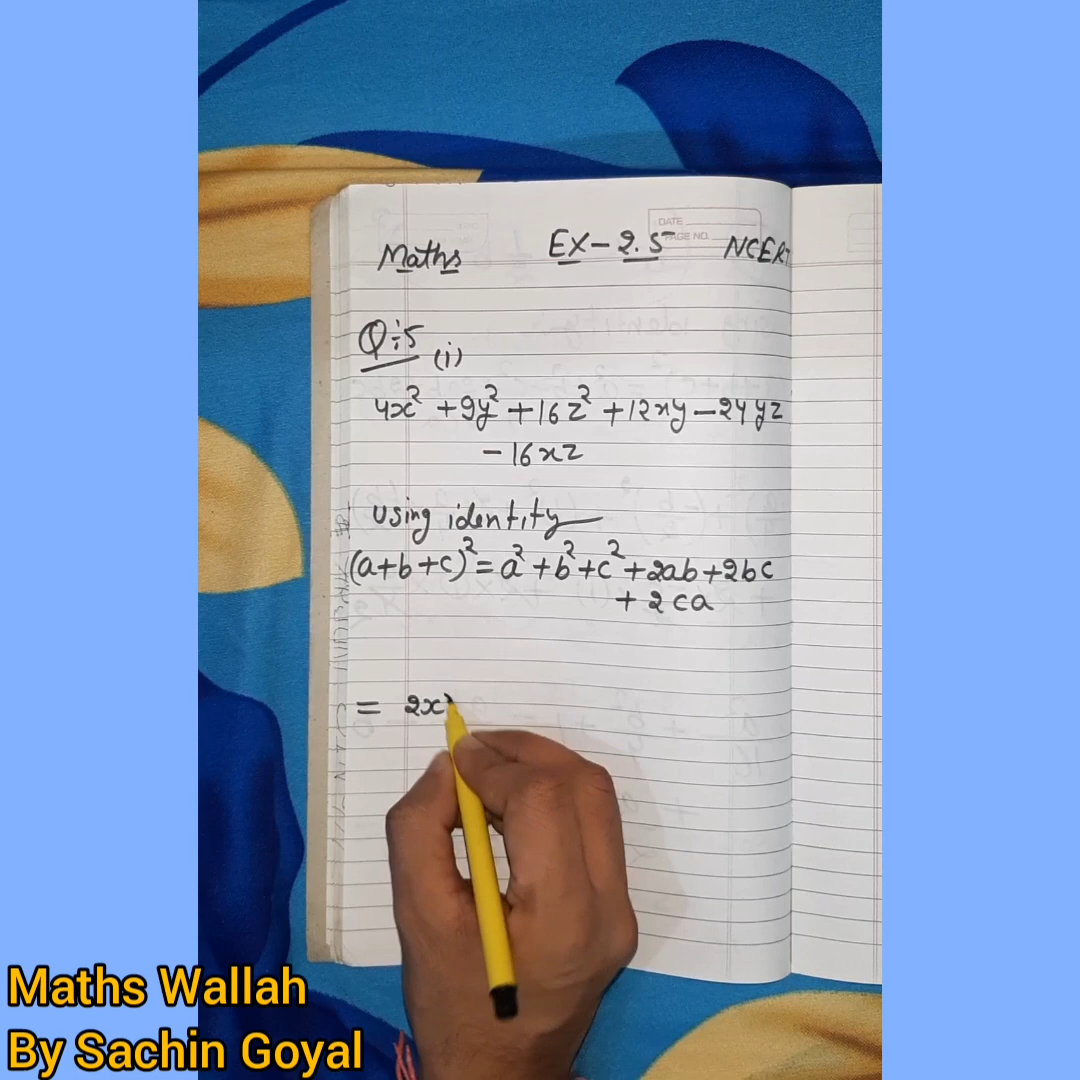 DATE
PAGE NO.
Maths EX-2.5 NCERT
Q:5 (i)
4x² + 9y² + 16z² + 12xy - 24yz
- 16xz
using identity
(a+b+c)² = a² + b² + c² + 2ab + 2bc
+ 2ca
= 2x
Maths Wallah
By Sachin Goyal